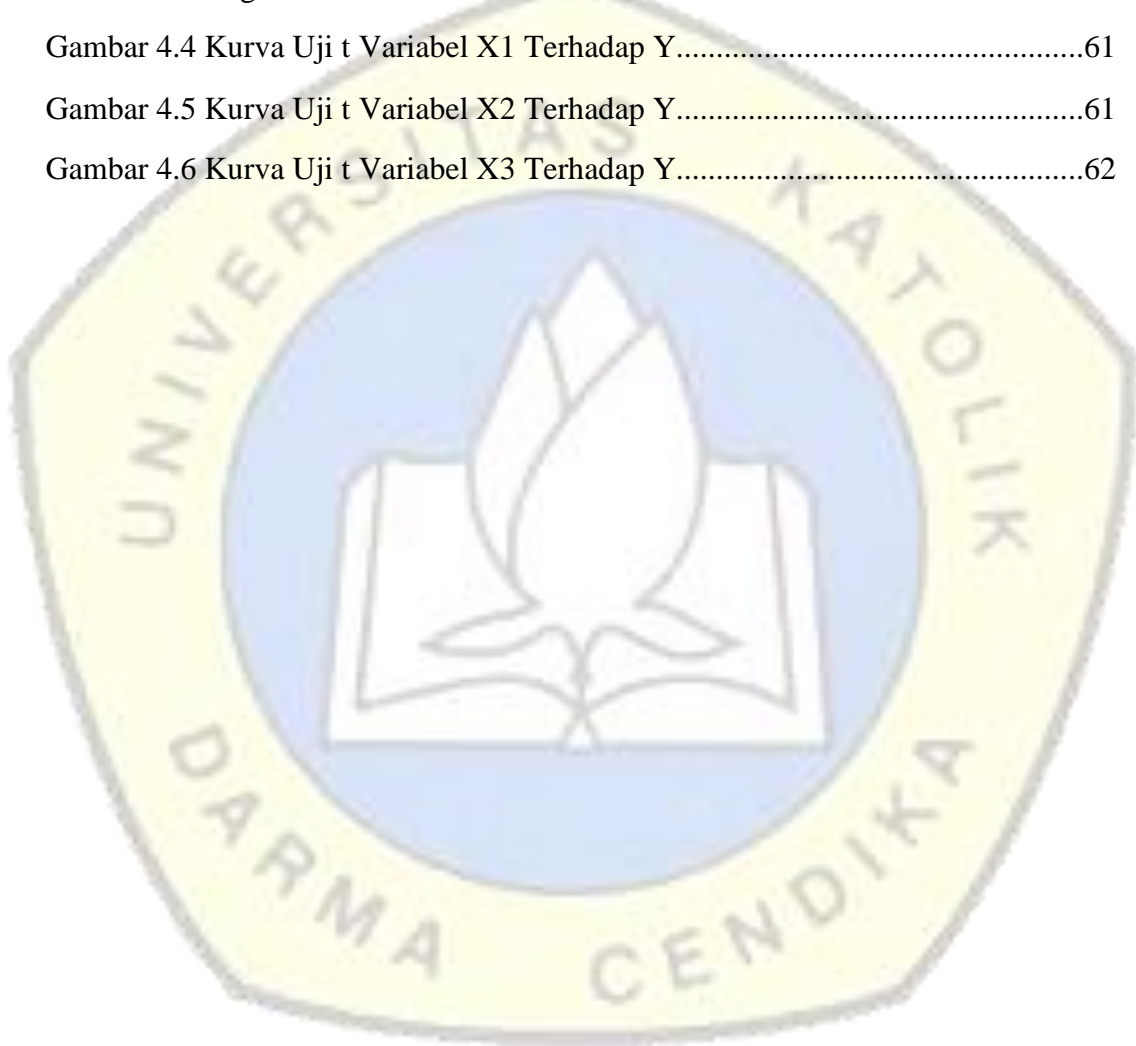 Gambar 4.4 Kurva Uji t Variabel X1 Terhadap Y....................................................61
Gambar 4.5 Kurva Uji t Variabel X2 Terhadap Y....................................................61
Gambar 4.6 Kurva Uji t Variabel X3 Terhadap Y....................................................62
UNIVERSITAS KATOLIK
DARMA CENDIKA